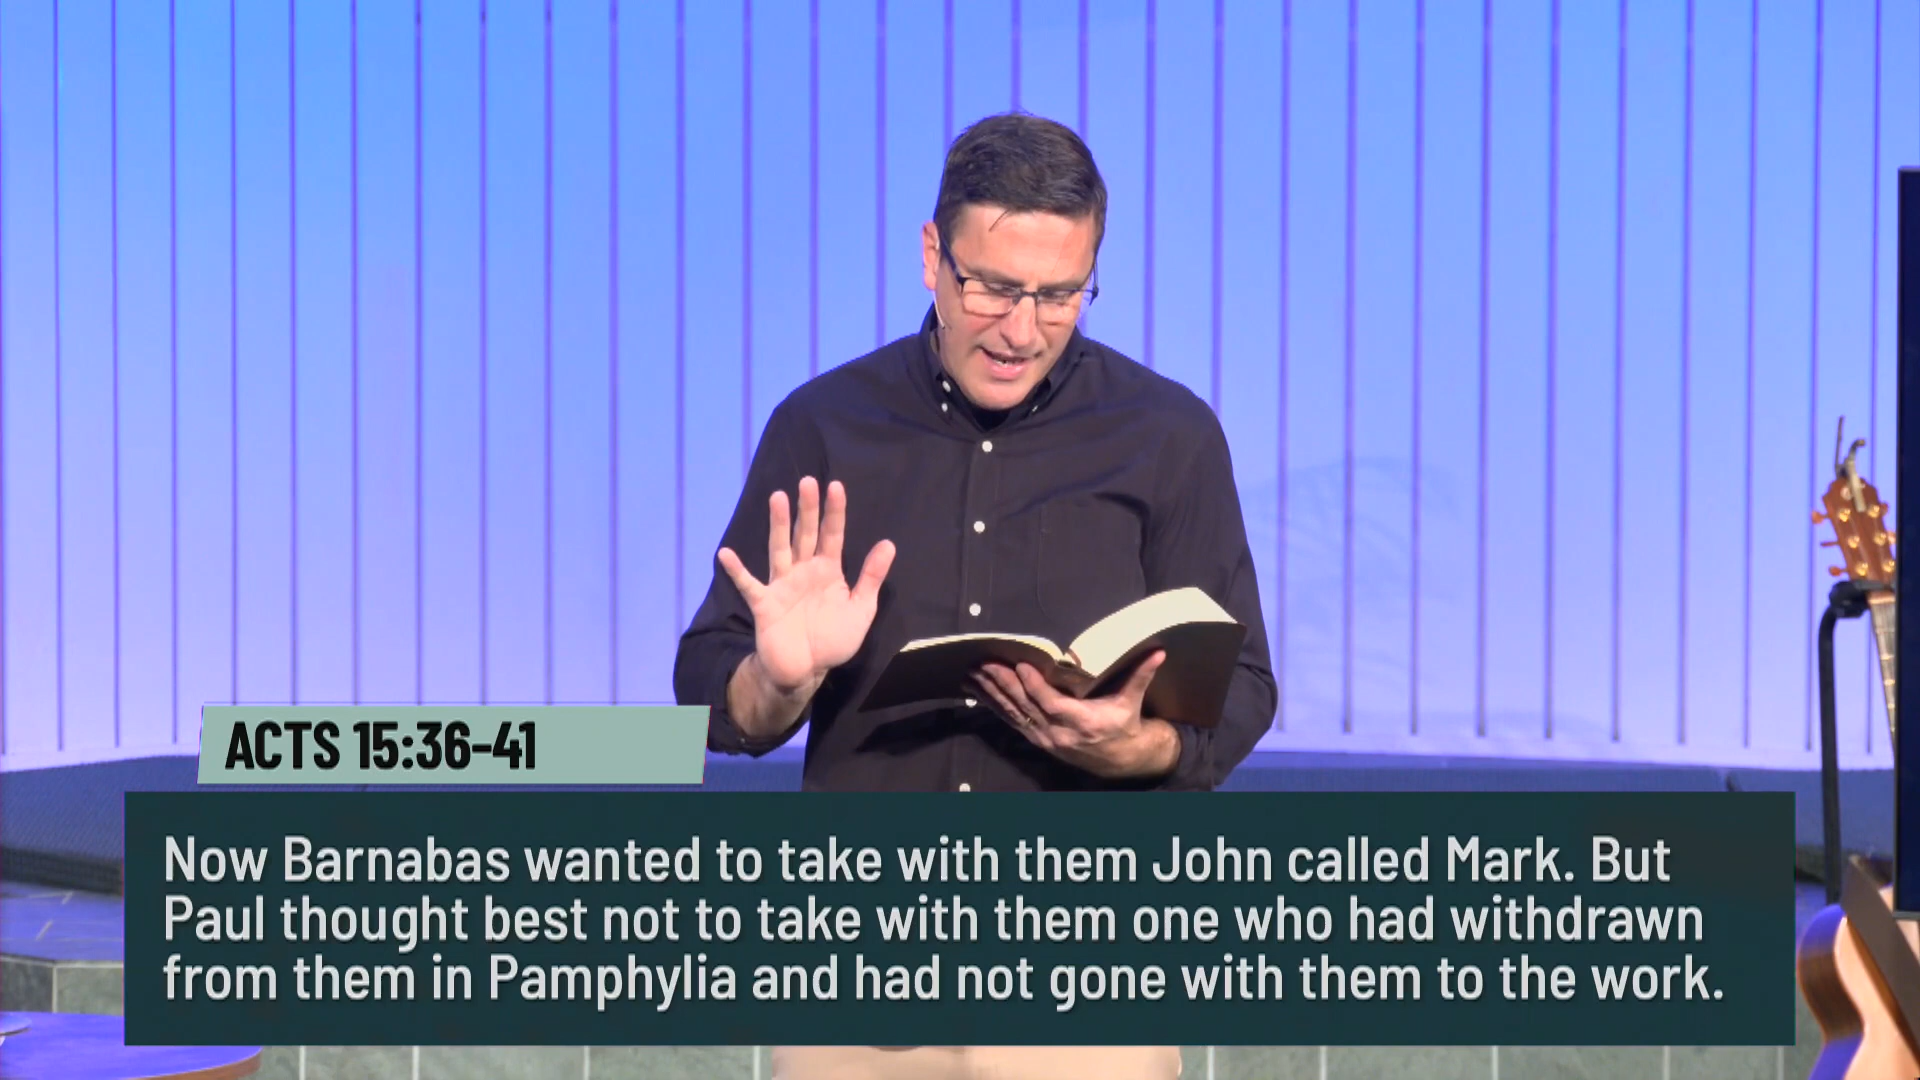 ACTS 15:36-41
Now Barnabas wanted to take with them John called Mark. But
Paul thought best not to take with them one who had withdrawn
from them in Pamphylia and had not gone with them to the work.